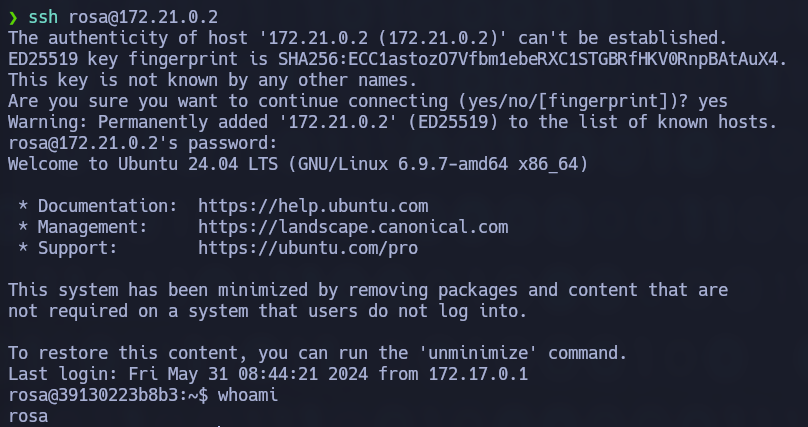 ❯ ssh rosa@172.21.0.2
The authenticity of host '172.21.0.2 (172.21.0.2)' can't be established.
ED25519 key fingerprint is SHA256:ECC1astozO7Vfbm1ebeRXC1STGBRfHKV0RnpBAtAuX4.
This key is not known by any other names.
Are you sure you want to continue connecting (yes/no/[fingerprint])? yes
Warning: Permanently added '172.21.0.2' (ED25519) to the list of known hosts.
rosa@172.21.0.2's password:
Welcome to Ubuntu 24.04 LTS (GNU/Linux 6.9.7-amd64 x86_64)

 * Documentation:  https://help.ubuntu.com
 * Management:     https://landscape.canonical.com
 * Support:        https://ubuntu.com/pro

This system has been minimized by removing packages and content that are
not required on a system that users do not log into.

To restore this content, you can run the 'unminimize' command.
Last login: Fri May 31 08:44:21 2024 from 172.17.0.1
rosa@39130223b8b3:~$ whoami
rosa